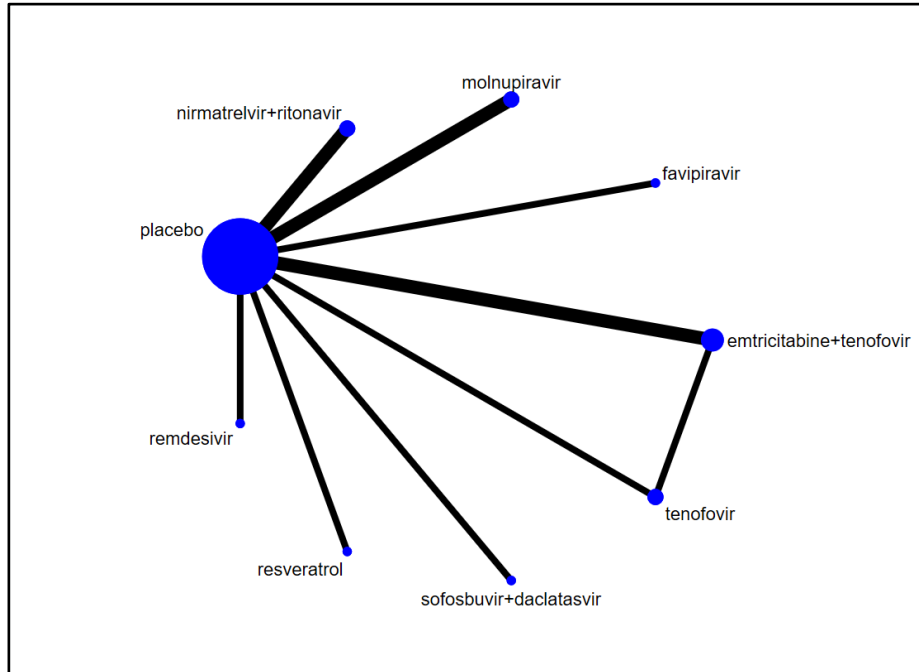 molnupiravir
nirmatrelvir+ritonavir
favipiravir
placebo
emtricitabine+tenofovir
remdesivir
tenofovir
resveratrol
sofosbuvir+daclatasvir